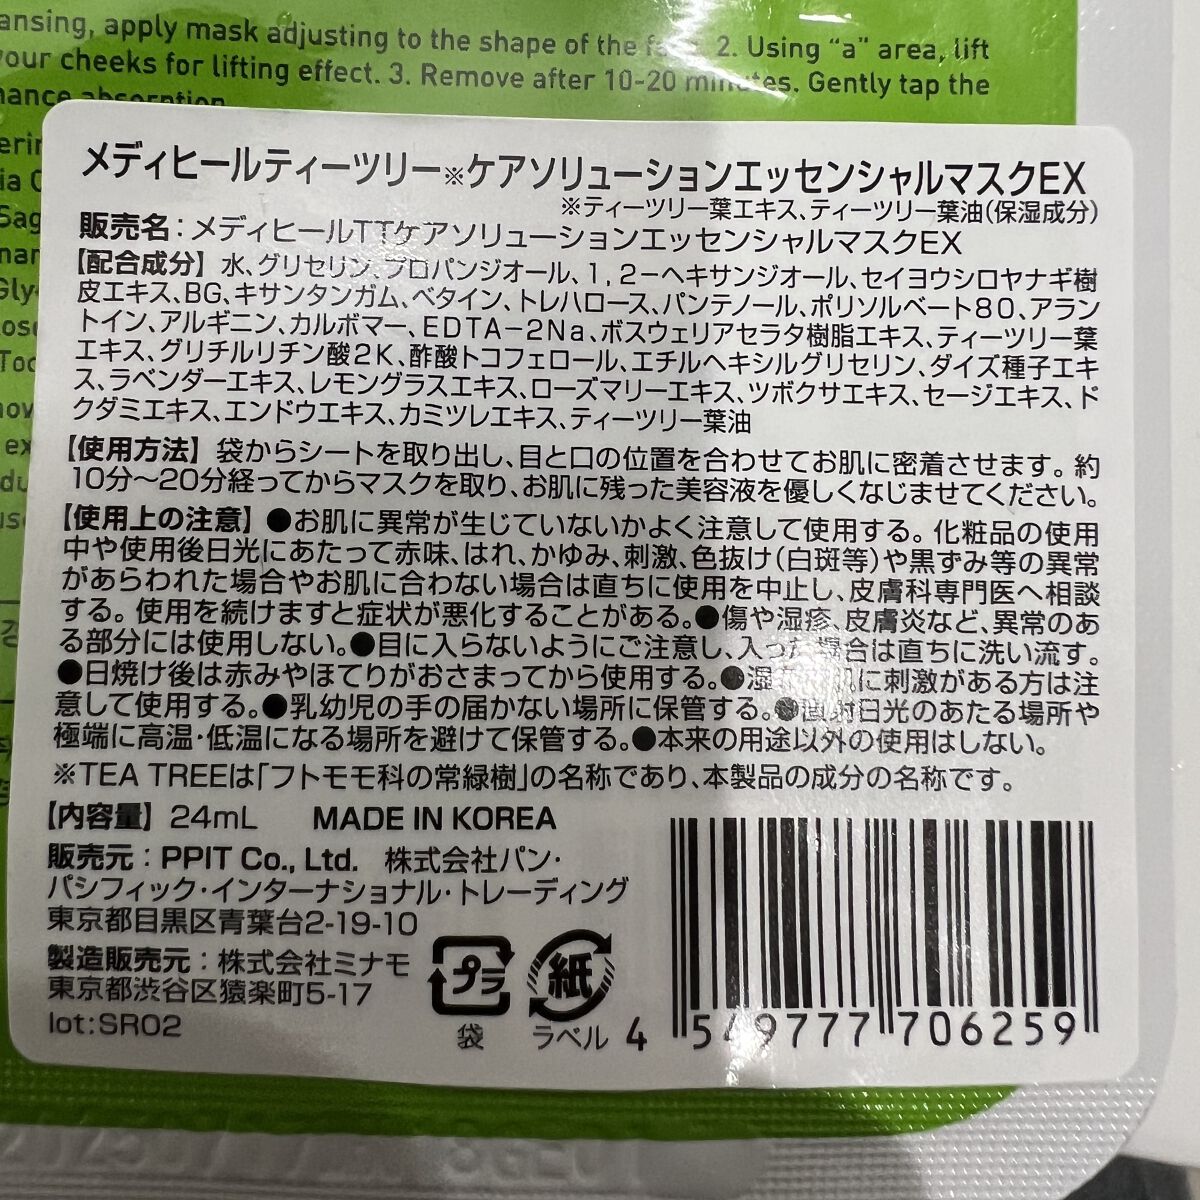 ansing, apply mask adjusting to the shape of the 2. Using "a" area, lift
your cheeks for lifting effect. 3. Remove after 10-20 minutes. Gently tap the
absorption
メディヒールティーツリー※ケアソリューションエッセンシャルマスクEX
※ティーツリー葉エキス、ティーツリー葉油(保湿成分)
販売名:メディヒールTTケアソリューションエッセンシャルマスクEX
【配合成分】水、グリセリン、プロパンジオール、1,2-ヘキサンジオール、セイヨウシロヤナギ樹
皮エキス、BG、キサンタンガム、ベタイン、トレハロース、パンテノール、ポリソルベート80、アラン
トイン、アルギニン、カルボマー、EDTA-2Na、ボスウェリアセラタ樹脂エキス、ティーツリー葉
エキス、グリチルリチン酸2K、酢酸トコフェロール、エチルヘキシルグリセリン、ダイズ種子エキ
ス、ラベンダーエキス、レモングラスエキス、ローズマリーエキス、ツボクサエキス、セージエキス、ド
クダミエキス、エンドウエキス、カミツレエキス、ティーツリー葉油
【使用方法】袋からシートを取り出し、目と口の位置を合わせてお肌に密着させます。約
10分～20分経ってからマスクを取り、お肌に残った美容液を優しくなじませてください。
【使用上の注意】●お肌に異常が生じていないかよく注意して使用する。化粧品の使用
中や使用後日光にあたって赤味、はれ、かゆみ、刺激、色抜け(白斑等)や黒ずみ等の異常
があらわれた場合やお肌に合わない場合は直ちに使用を中止し、皮膚科専門医へ相談
する。使用を続けますと症状が悪化することがある。●傷や湿疹、皮膚炎など、異常のあ
る部分には使用しない。●目に入らないようにご注意し、入った場合は直ちに洗い流す。
●日焼け後は赤みやほてりがおさまってから使用する。●湿 肌に刺激がある方は注
意して使用する。●乳幼児の手の届かない場所に保管する。●直射日光のあたる場所や
極端に高温・低温になる場所を避けて保管する。●本来の用途以外の使用はしない。
※TEA TREEは「フトモモ科の常緑樹」の名称であり、本製品の成分の名称です。
【内容量】24mL MADE IN KOREA
販売元:PPIT Co., Ltd. 株式会社パン・
パシフィック・インターナショナル・トレーディング
東京都目黒区青葉台2-19-10
製造販売元:株式会社ミナモ
東京都渋谷区猿楽町5-17
lot:SR02
プラ
袋
紙
ラベル
4 549777 706259